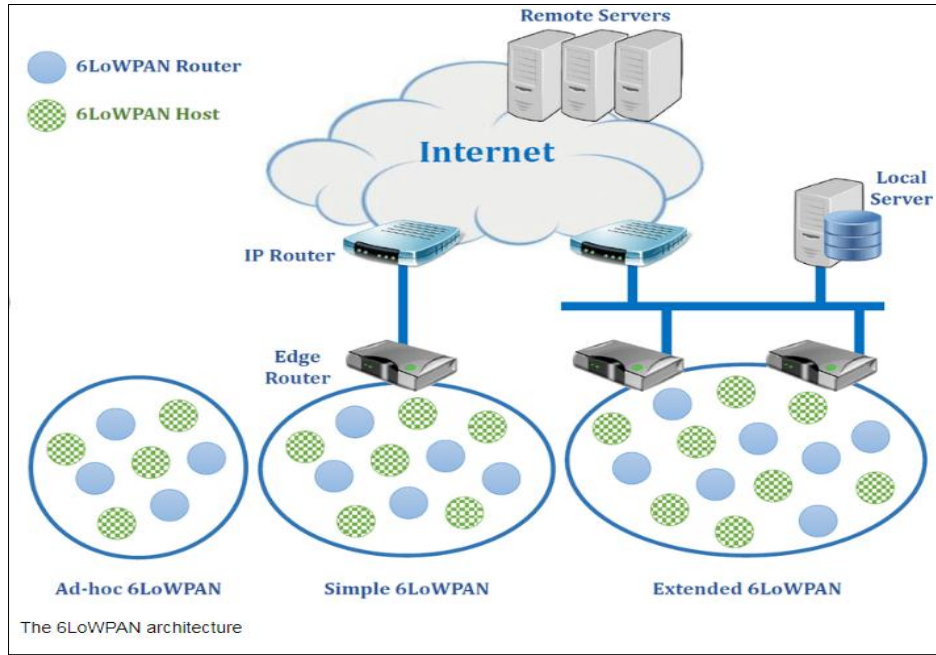 Remote Servers
6LoWPAN Router
6LoWPAN Host
Internet
Local
Server
IP Router
Edge
Router
Ad-hoc 6LoWPAN
Simple 6LoWPAN
Extended 6LoWPAN
The 6LoWPAN architecture